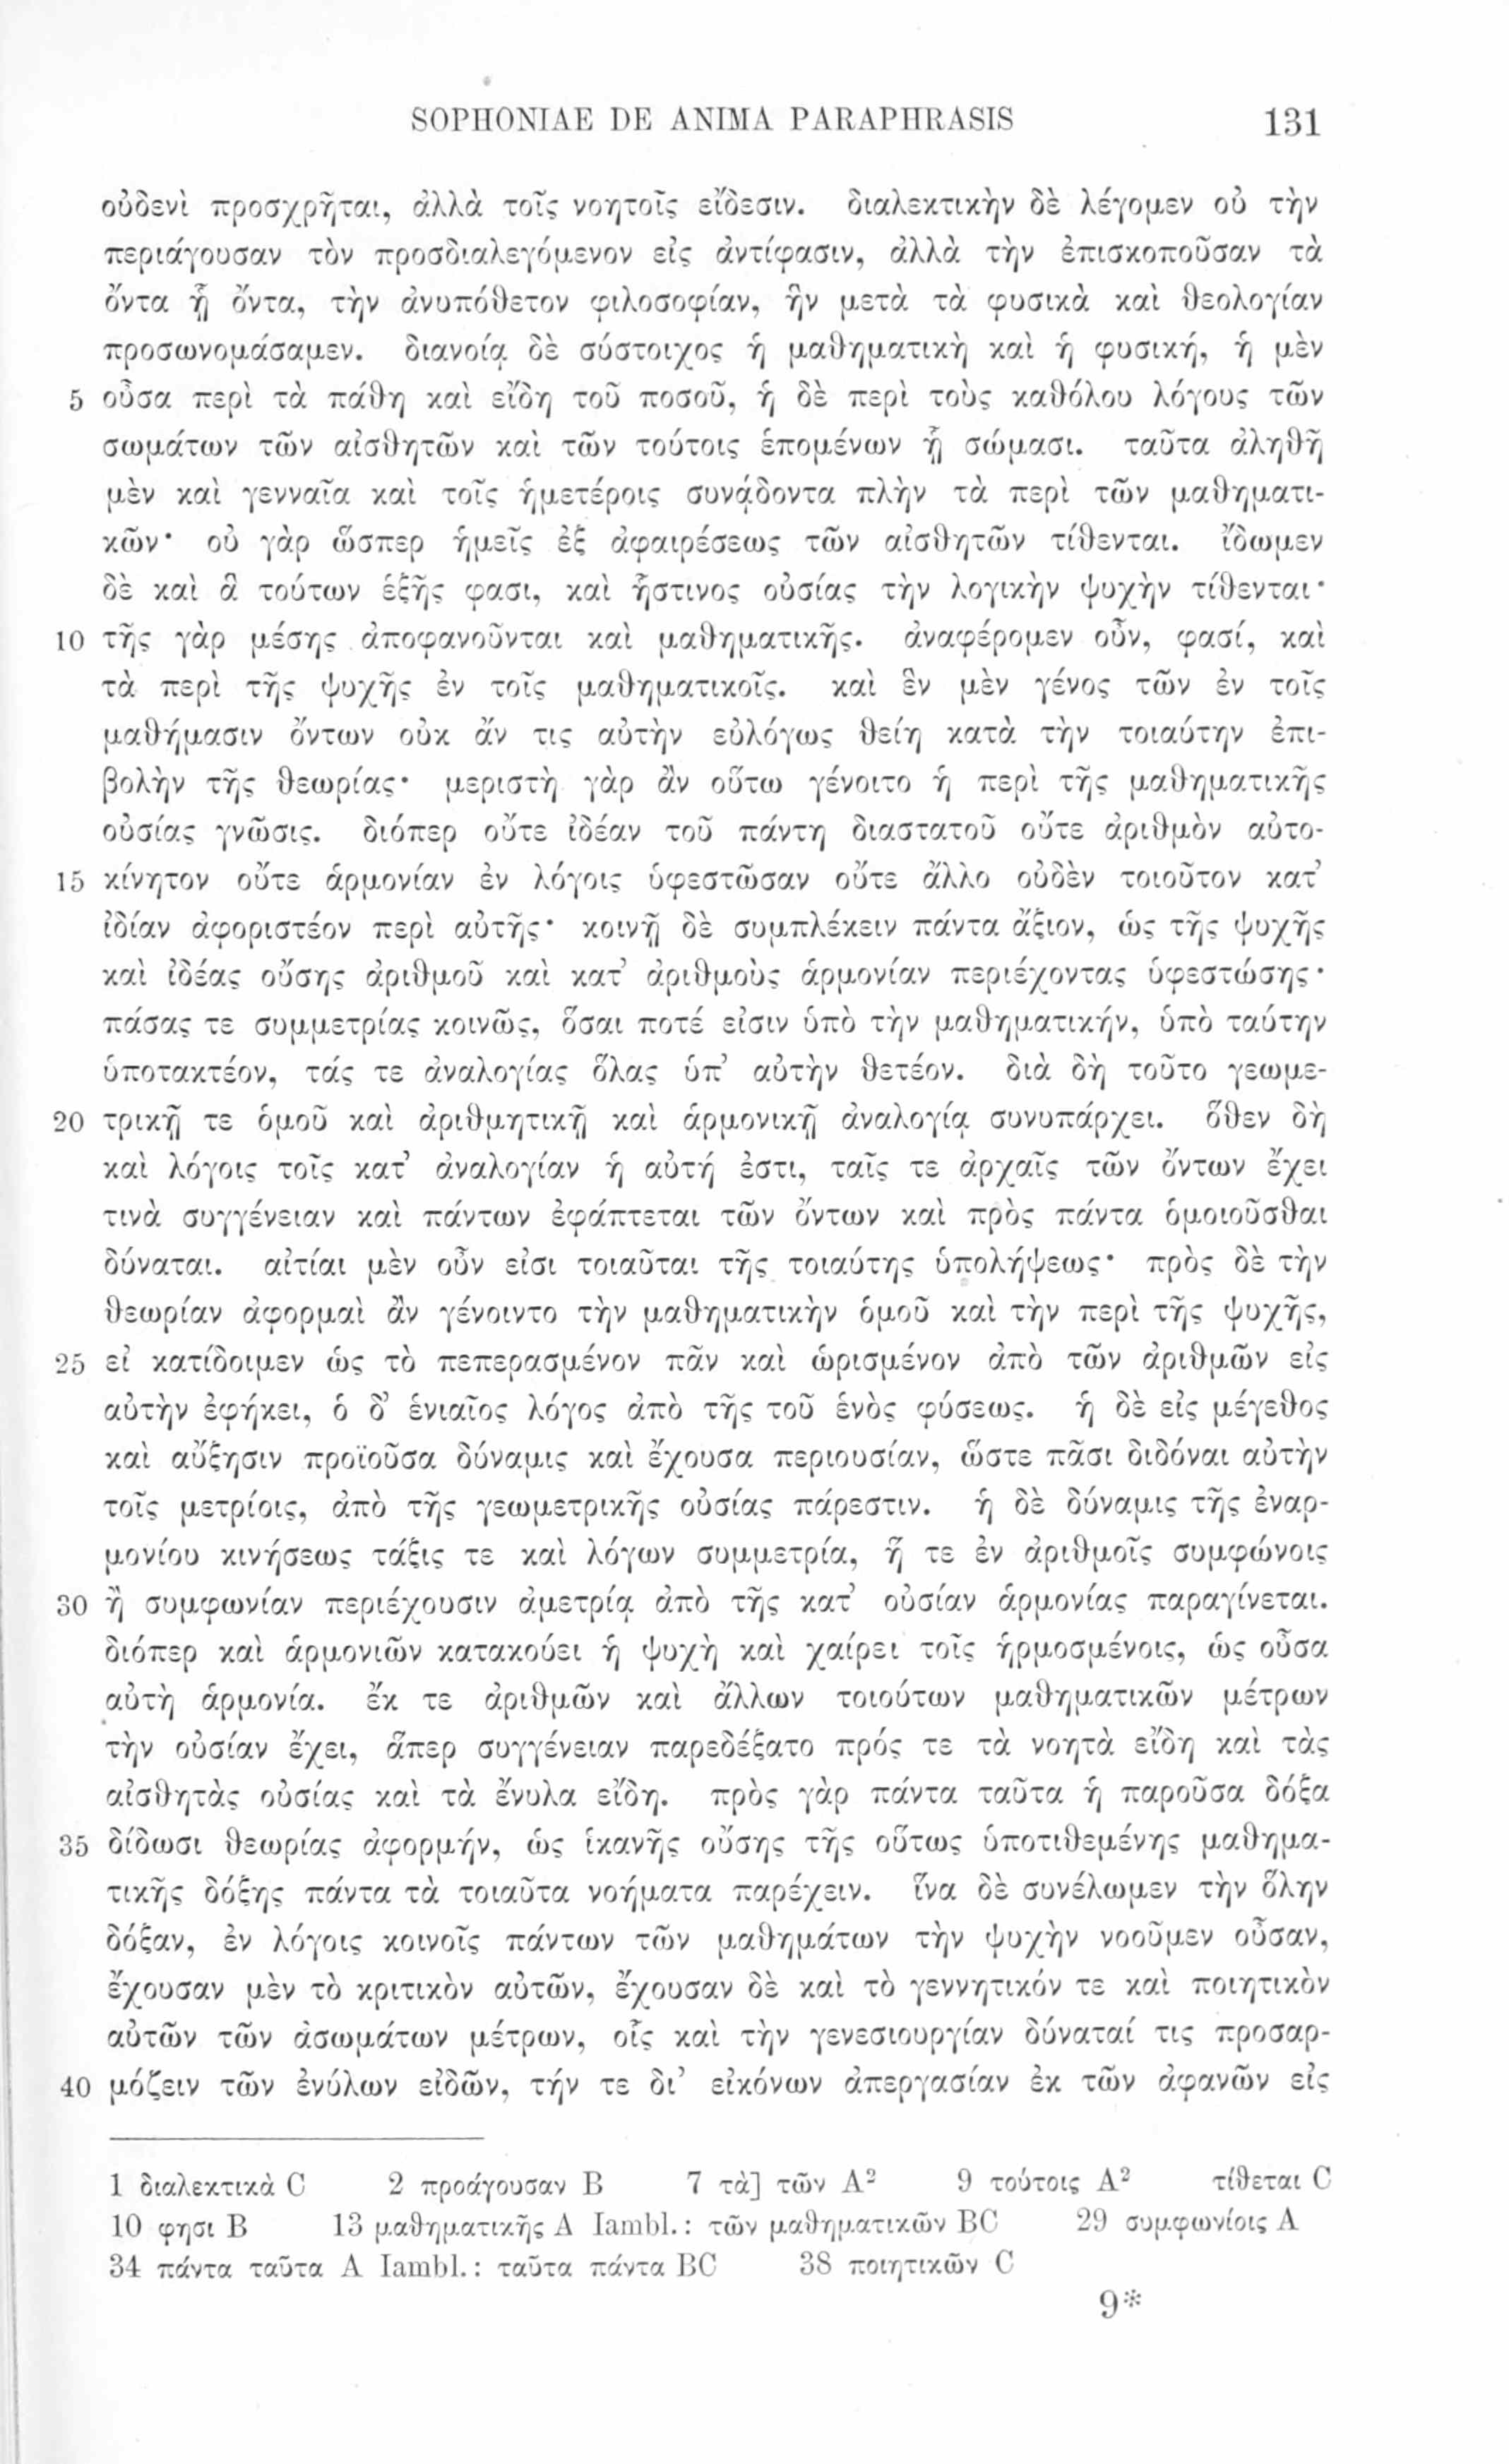 SOPHONIAE DE ANIMA PARAPHRASIS 131
οὐδενὶ προσχρῆται, ἀλλὰ τοῖς νοητοῖς εἴδεσιν. διαλεκτικὴν δὲ λέγομεν οὐ τὴν
περιάγουσαν τὸν προσδιαλεγόμενον εἰς ἀντίφασιν, ἀλλὰ τὴν ἐπισκοποῦσαν τὰ
ὄντα ᾗ ὄντα, τὴν ἀνυπόθετον φιλοσοφίαν, ἣν μετὰ τὰ φυσικὰ καὶ θεολογίαν
προσωνομάσαμεν. διανοίᾳ δὲ σύστοιχος ἡ μαθηματικὴ καὶ ἡ φυσική, ἡ μὲν
5 οὖσα περὶ τὰ πάθη καὶ εἴδη τοῦ ποσοῦ, ἡ δὲ περὶ τοὺς καθόλου λόγους τῶν
σωμάτων τῶν αἰσθητῶν καὶ τῶν τούτοις ἑπομένων ᾗ σώμασι. ταῦτα ἀληθῆ
μὲν καὶ γενναῖα καὶ τοῖς ἡμετέροις συνᾴδοντα πλὴν τὰ περὶ τῶν μαθηματι-
κῶν· οὐ γὰρ ὥσπερ ἡμεῖς ἐξ ἀφαιρέσεως τῶν αἰσθητῶν τίθενται. ἴδωμεν
δὲ καὶ ἃ τούτων ἑξῆς φασι, καὶ ἧστινος οὐσίας τὴν λογικὴν ψυχὴν τίθενται·
10 τῆς γὰρ μέσης ἀποφανοῦνται καὶ μαθηματικῆς. ἀναφέρομεν οὖν, φασί, καὶ
τὰ περὶ τῆς ψυχῆς ἐν τοῖς μαθηματικοῖς. καὶ ἓν μὲν γένος τῶν ἐν τοῖς
μαθήμασιν ὄντων οὐκ ἄν τις αὐτὴν εὐλόγως θείη κατὰ τὴν τοιαύτην ἐπι-
βολὴν τῆς θεωρίας· μεριστὴ γὰρ ἂν οὕτω γένοιτο ἡ περὶ τῆς μαθηματικῆς
οὐσίας γνῶσις. διόπερ οὔτε ἰδέαν τοῦ πάντη διαστατοῦ οὔτε ἀριθμὸν αὐτο-
15 κίνητον οὔτε ἁρμονίαν ἐν λόγοις ὑφεστῶσαν οὔτε ἄλλο οὐδὲν τοιοῦτον κατ’
ἰδίαν ἀφοριστέον περὶ αὐτῆς· κοινῇ δὲ συμπλέκειν πάντα ἄξιον, ὡς τῆς ψυχῆς
καὶ ἰδέας οὔσης ἀριθμοῦ καὶ κατ’ ἀριθμοὺς ἁρμονίαν περιέχοντας ὑφεστώσης·
πάσας τε συμμετρίας κοινῶς, ὅσαι ποτέ εἰσιν ὑπὸ τὴν μαθηματικήν, ὑπὸ ταύτην
ὑποτακτέον, τάς τε ἀναλογίας ὅλας ὑπ’ αὐτὴν θετέον. διὰ δὴ τοῦτο γεωμε-
20 τρικῇ τε ὁμοῦ καὶ ἀριθμητικῇ καὶ ἁρμονικῇ ἀναλογίᾳ συνυπάρχει. ὅθεν δὴ
καὶ λόγοις τοῖς κατ’ ἀναλογίαν ἡ αὐτή ἐστι, ταῖς τε ἀρχαῖς τῶν ὄντων ἔχει
τινὰ συγγένειαν καὶ πάντων ἐφάπτεται τῶν ὄντων καὶ πρὸς πάντα ὁμοιοῦσθαι
δύναται. αἰτίαι μὲν οὖν εἰσι τοιαῦται τῆς τοιαύτης ὑπολήψεως· πρὸς δὲ τὴν
θεωρίαν ἀφορμαὶ ἂν γένοιντο τὴν μαθηματικὴν ὁμοῦ καὶ τὴν περὶ τῆς ψυχῆς,
25 εἰ κατίδοιμεν ὡς τὸ πεπερασμένον πᾶν καὶ ὡρισμένον ἀπὸ τῶν ἀριθμῶν εἰς
αὐτὴν ἐφήκει, ὁ δ’ ἑνιαῖος λόγος ἀπὸ τῆς τοῦ ἑνὸς φύσεως. ἡ δὲ εἰς μέγεθος
καὶ αὔξησιν προϊοῦσα δύναμις καὶ ἔχουσα περιουσίαν, ὥστε πᾶσι διδόναι αὐτὴν
τοῖς μετρίοις, ἀπὸ τῆς γεωμετρικῆς οὐσίας πάρεστιν. ἡ δὲ δύναμις τῆς ἐναρ-
μονίου κινήσεως τάξις τε καὶ λόγων συμμετρία, ἥ τε ἐν ἀριθμοῖς συμφώνοις
30 ἢ συμφωνίαν περιέχουσιν ἀμετρίᾳ ἀπὸ τῆς κατ’ οὐσίαν ἁρμονίας παραγίνεται.
διόπερ καὶ ἁρμονιῶν κατακούει ἡ ψυχὴ καὶ χαίρει τοῖς ἡρμοσμένοις, ὡς οὖσα
αὐτὴ ἁρμονία. ἔκ τε ἀριθμῶν καὶ ἄλλων τοιούτων μαθηματικῶν μέτρων
τὴν οὐσίαν ἔχει, ἅπερ συγγένειαν παρεδέξατο πρός τε τὰ νοητὰ εἴδη καὶ τὰς
αἰσθητὰς οὐσίας καὶ τὰ ἔνυλα εἴδη. πρὸς γὰρ πάντα ταῦτα ἡ παροῦσα δόξα
35 δίδωσι θεωρίας ἀφορμήν, ὡς ἱκανῆς οὔσης τῆς οὕτως ὑποτιθεμένης μαθημα-
τικῆς δόξης πάντα τὰ τοιαῦτα νοήματα παρέχειν. ἵνα δὲ συνέλωμεν τὴν ὅλην
δόξαν, ἐν λόγοις κοινοῖς πάντων τῶν μαθημάτων τὴν ψυχὴν νοοῦμεν οὖσαν,
ἔχουσαν μὲν τὸ κριτικὸν αὐτῶν, ἔχουσαν δὲ καὶ τὸ γεννητικόν τε καὶ ποιητικὸν
αὐτῶν τῶν ἀσωμάτων μέτρων, οἷς καὶ τὴν γενεσιουργίαν δύναταί τις προσαρ-
40 μόζειν τῶν ἐνύλων εἰδῶν, τήν τε δι’ εἰκόνων ἀπεργασίαν ἐκ τῶν ἀφανῶν εἰς
1 διαλεκτικὰ C 2 προάγουσαν B 7 τὰ] τῶν A² 9 τούτοις A² τίθεται C
10 φησι B 13 μαθηματικῆς A Iambl.: τῶν μαθηματικῶν BC 29 συμφωνίοις A
34 πάντα ταῦτα A Iambl.: ταῦτα πάντα BC 38 ποιητικῶν C
9*